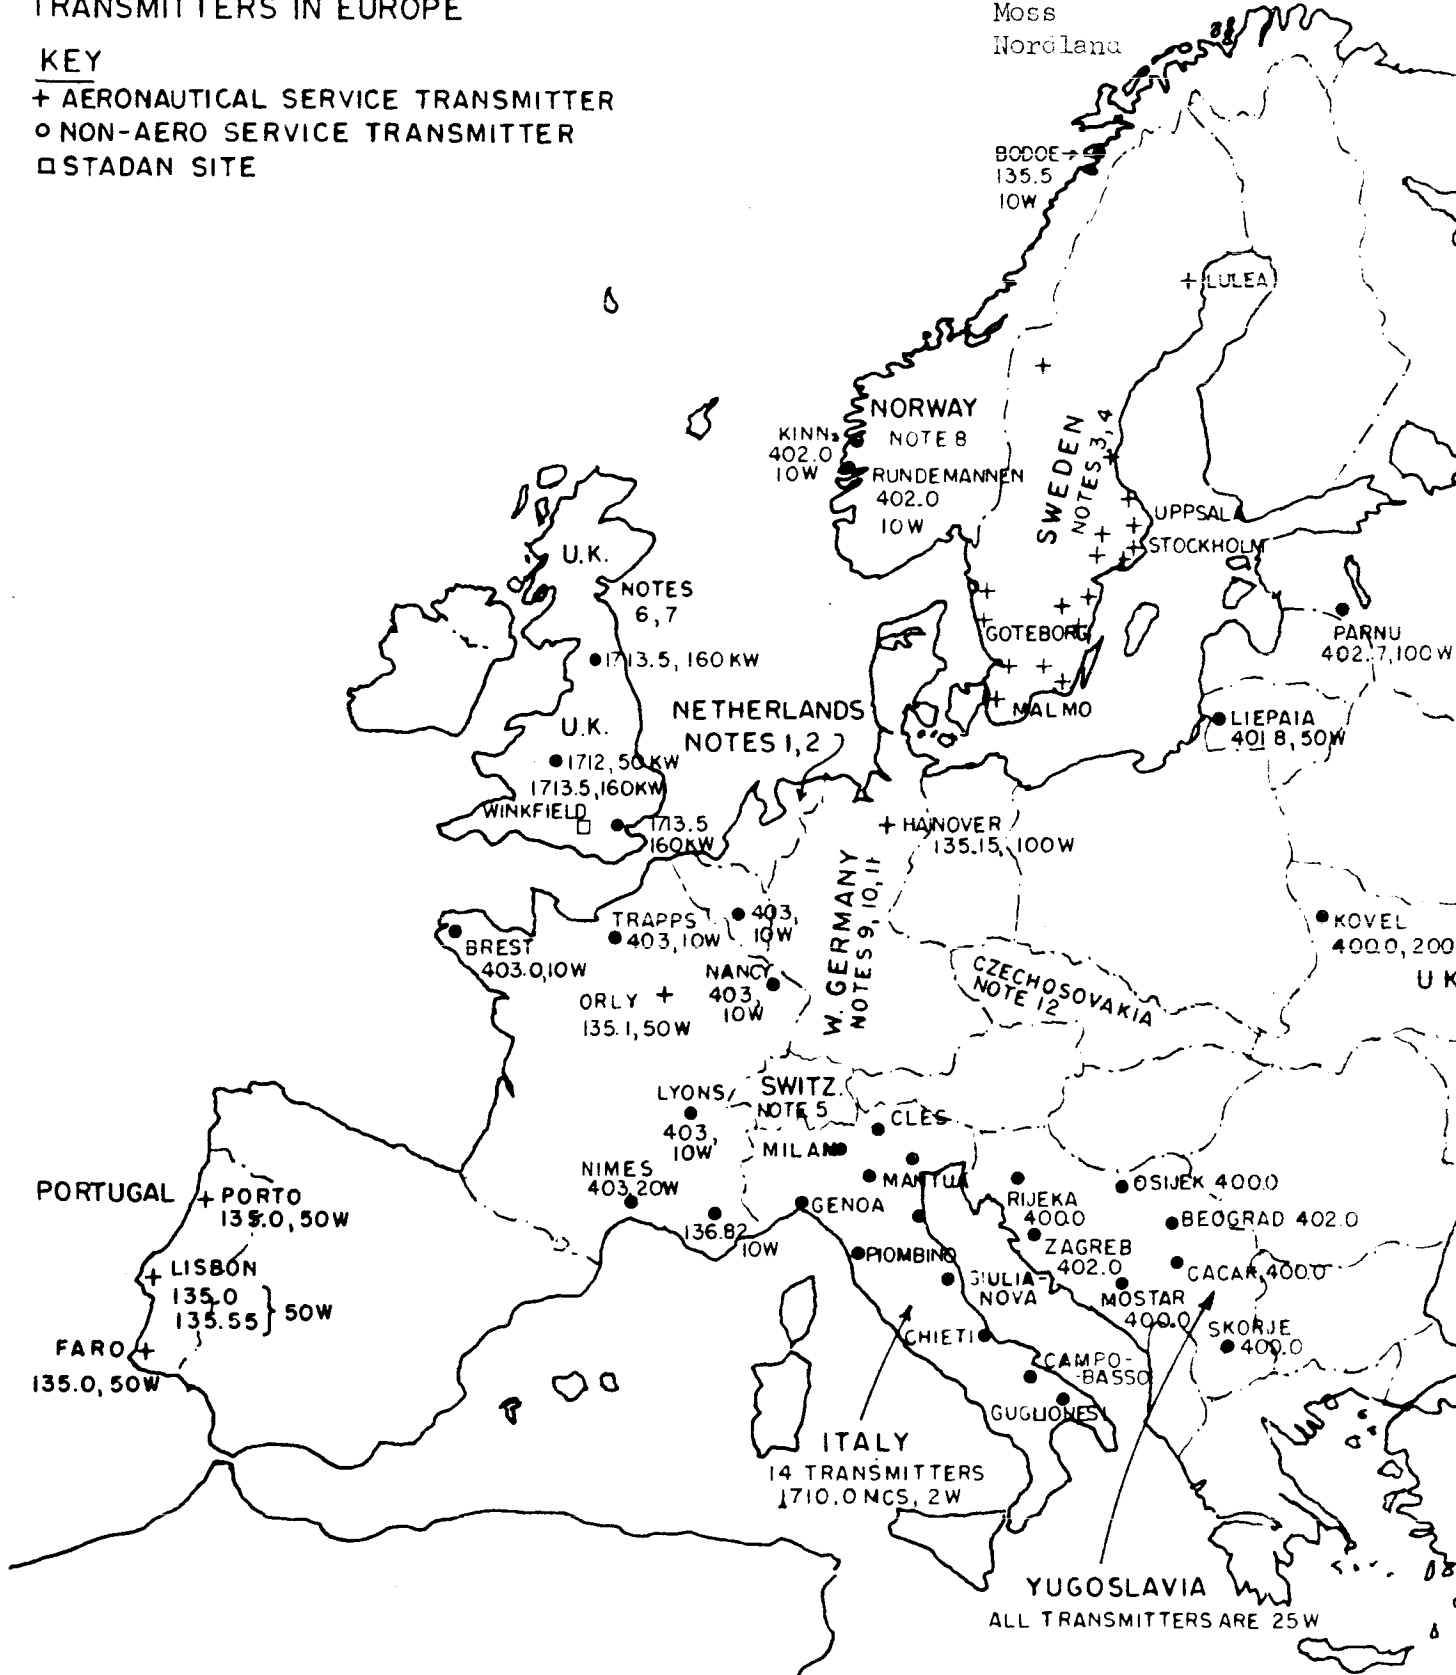 TRANSMITTERS IN EUROPE
KEY
+ AERONAUTICAL SERVICE TRANSMITTER
o NON-AERO SERVICE TRANSMITTER
□ STADAN SITE
Moss
Nordland
BODOE
135.5
10W
LULEA
NORWAY
NOTE 8
KINN
402.0
10W
RUNDEMANNEN
402.0
10W
SWEDEN
NOTES 3, 4
UPPSALA
STOCKHOLM
GOTEBORG
MALMO
U.K.
NOTES
6, 7
1713.5, 160 KW
U.K.
1712, 50 KW
1713.5, 160KW
WINKFIELD
1713.5
160KW
NETHERLANDS
NOTES 1, 2
PARNU
402.7, 100W
LIEPAIA
401 8, 50W
HANOVER
135.15, 100W
W. GERMANY
NOTES 9, 10, 11
KOVEL
400.0, 200
U K
CZECHOSOVAKIA
NOTE 12
TRAPPS
403, 10W
403,
10W
BREST
403.0, 10W
NANCY
403,
10W
ORLY
135.1, 50W
LYONS
403,
10W
SWITZ.
NOTE 5
NIMES
403, 20W
136.82
10W
CLES
MILAN
MANTUA
GENOA
PIOMBINO
GIULIA-
NOVA
CHIETI
CAMPO-
-BASSO
GUGLIONESI
ITALY
14 TRANSMITTERS
1710.0 MCS, 2W
RIJEKA
400.0
ZAGREB
402.0
OSIJEK 400.0
BEOGRAD 402.0
CACAK, 400.0
MOSTAR
400.0
SKORJE
400.0
YUGOSLAVIA
ALL TRANSMITTERS ARE 25W
PORTUGAL
PORTO
135.0, 50W
LISBON
135.0
135.55
50W
FARO
135.0, 50W